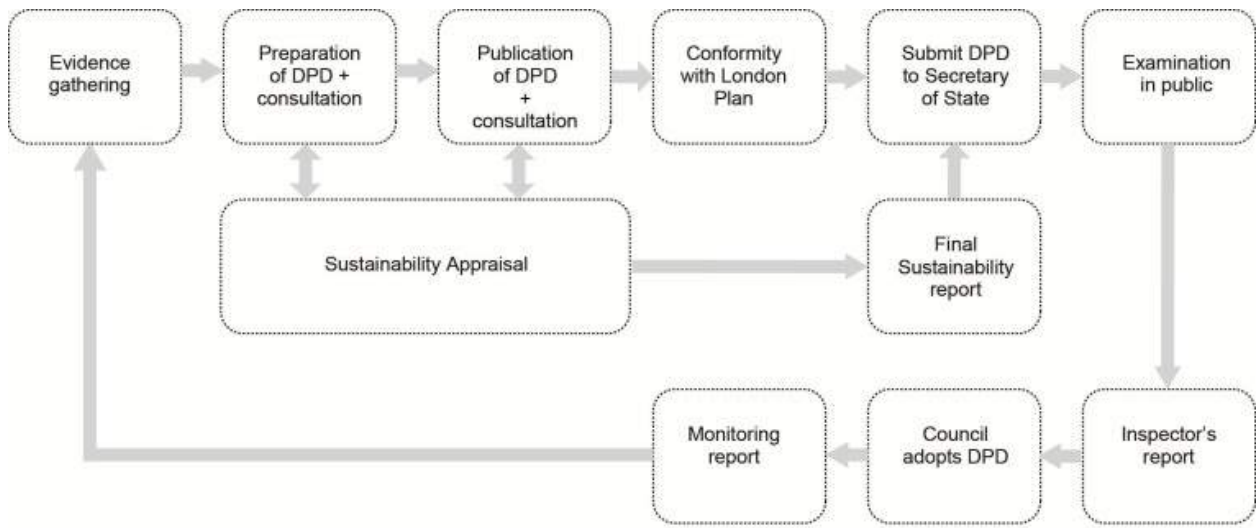 Evidence
gathering
Preparation
of DPD +
consultation
Publication
of DPD
+
consultation
Conformity
with London
Plan
Submit DPD
to Secretary
of State
Examination
in public
Sustainability Appraisal
Final
Sustainability
report
Monitoring
report
Council
adopts DPD
Inspector's
report